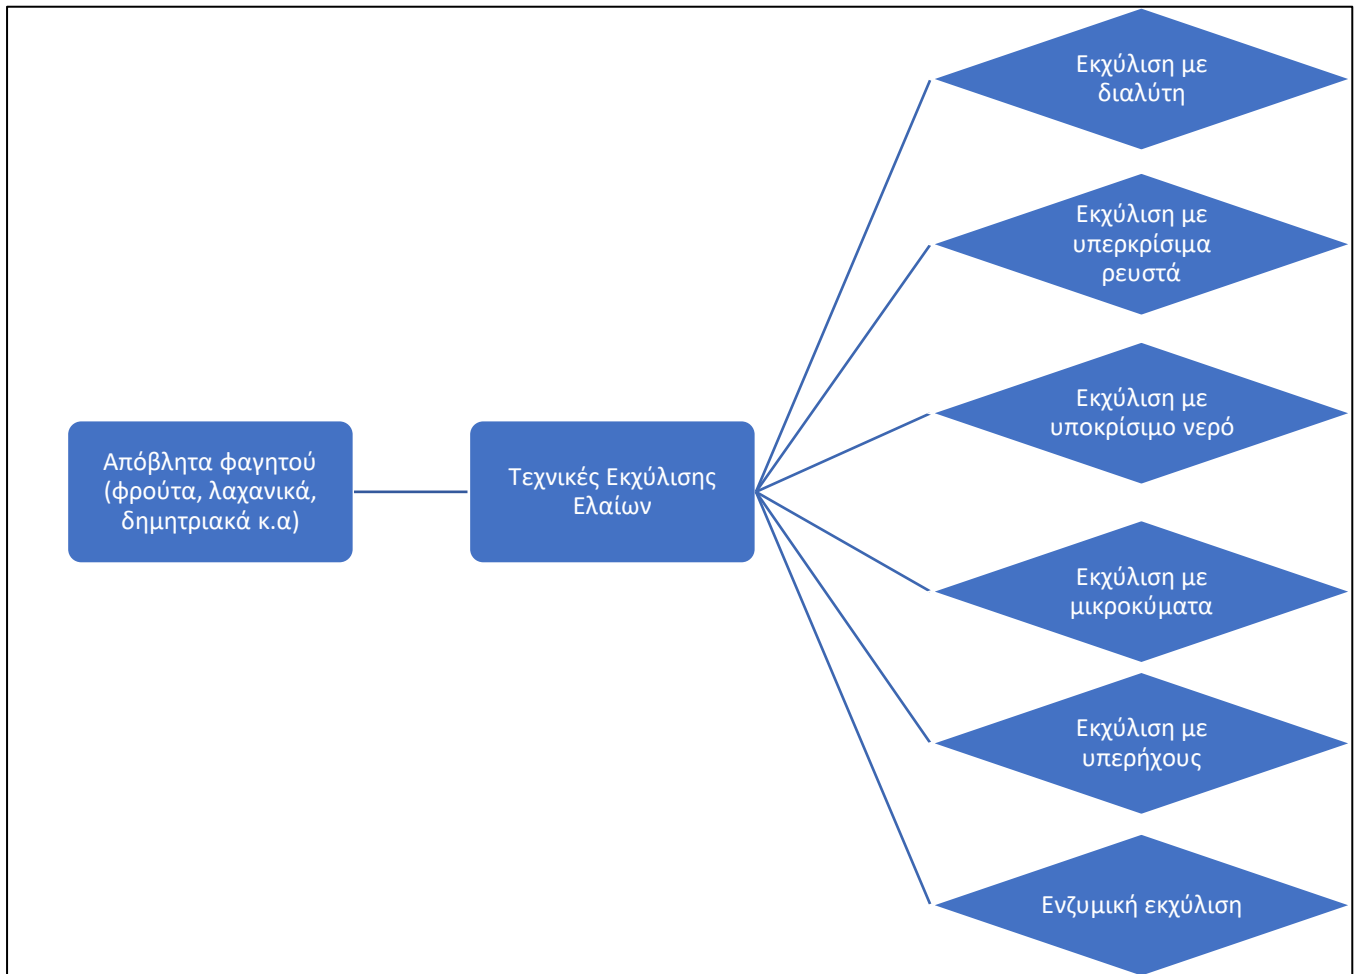 Απόβλητα φαγητού
(φρούτα, λαχανικά,
δημητριακά κ.α)
Τεχνικές Εκχύλισης
Ελαίων
Εκχύλιση με
διαλύτη
Εκχύλιση με
υπερκρίσιμα
ρευστά
Εκχύλιση με
υποκρίσιμο νερό
Εκχύλιση με
μικροκύματα
Εκχύλιση με
υπερήχους
Ενζυμική εκχύλιση